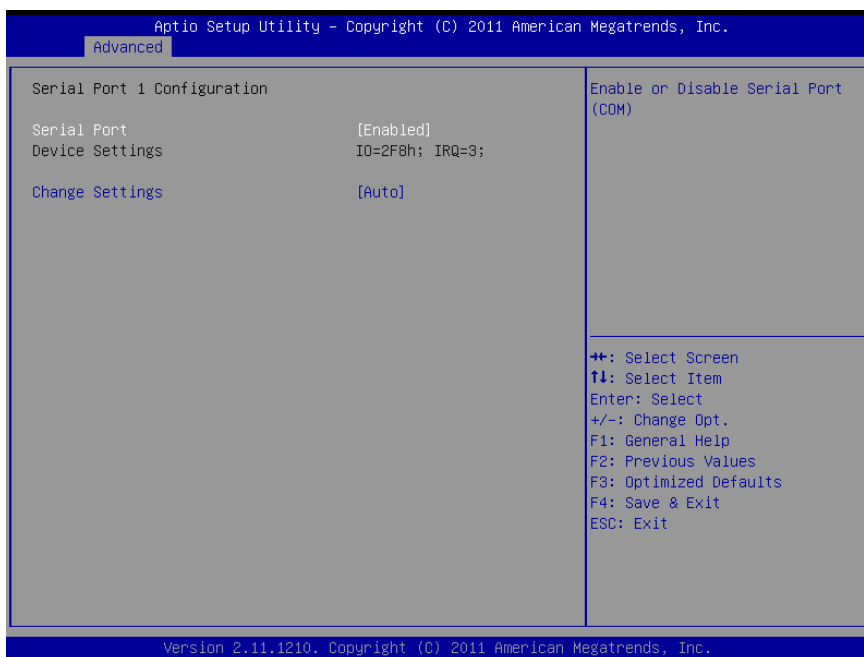 Aptio Setup Utility – Copyright (C) 2011 American Megatrends, Inc.
Advanced
Serial Port 1 Configuration
Serial Port [Enabled]
Device Settings IO=2F8h; IRQ=3;
Change Settings [Auto]
Enable or Disable Serial Port
(COM)
→←: Select Screen
↑↓: Select Item
Enter: Select
+/-: Change Opt.
F1: General Help
F2: Previous Values
F3: Optimized Defaults
F4: Save & Exit
ESC: Exit
Version 2.11.1210. Copyright (C) 2011 American Megatrends, Inc.